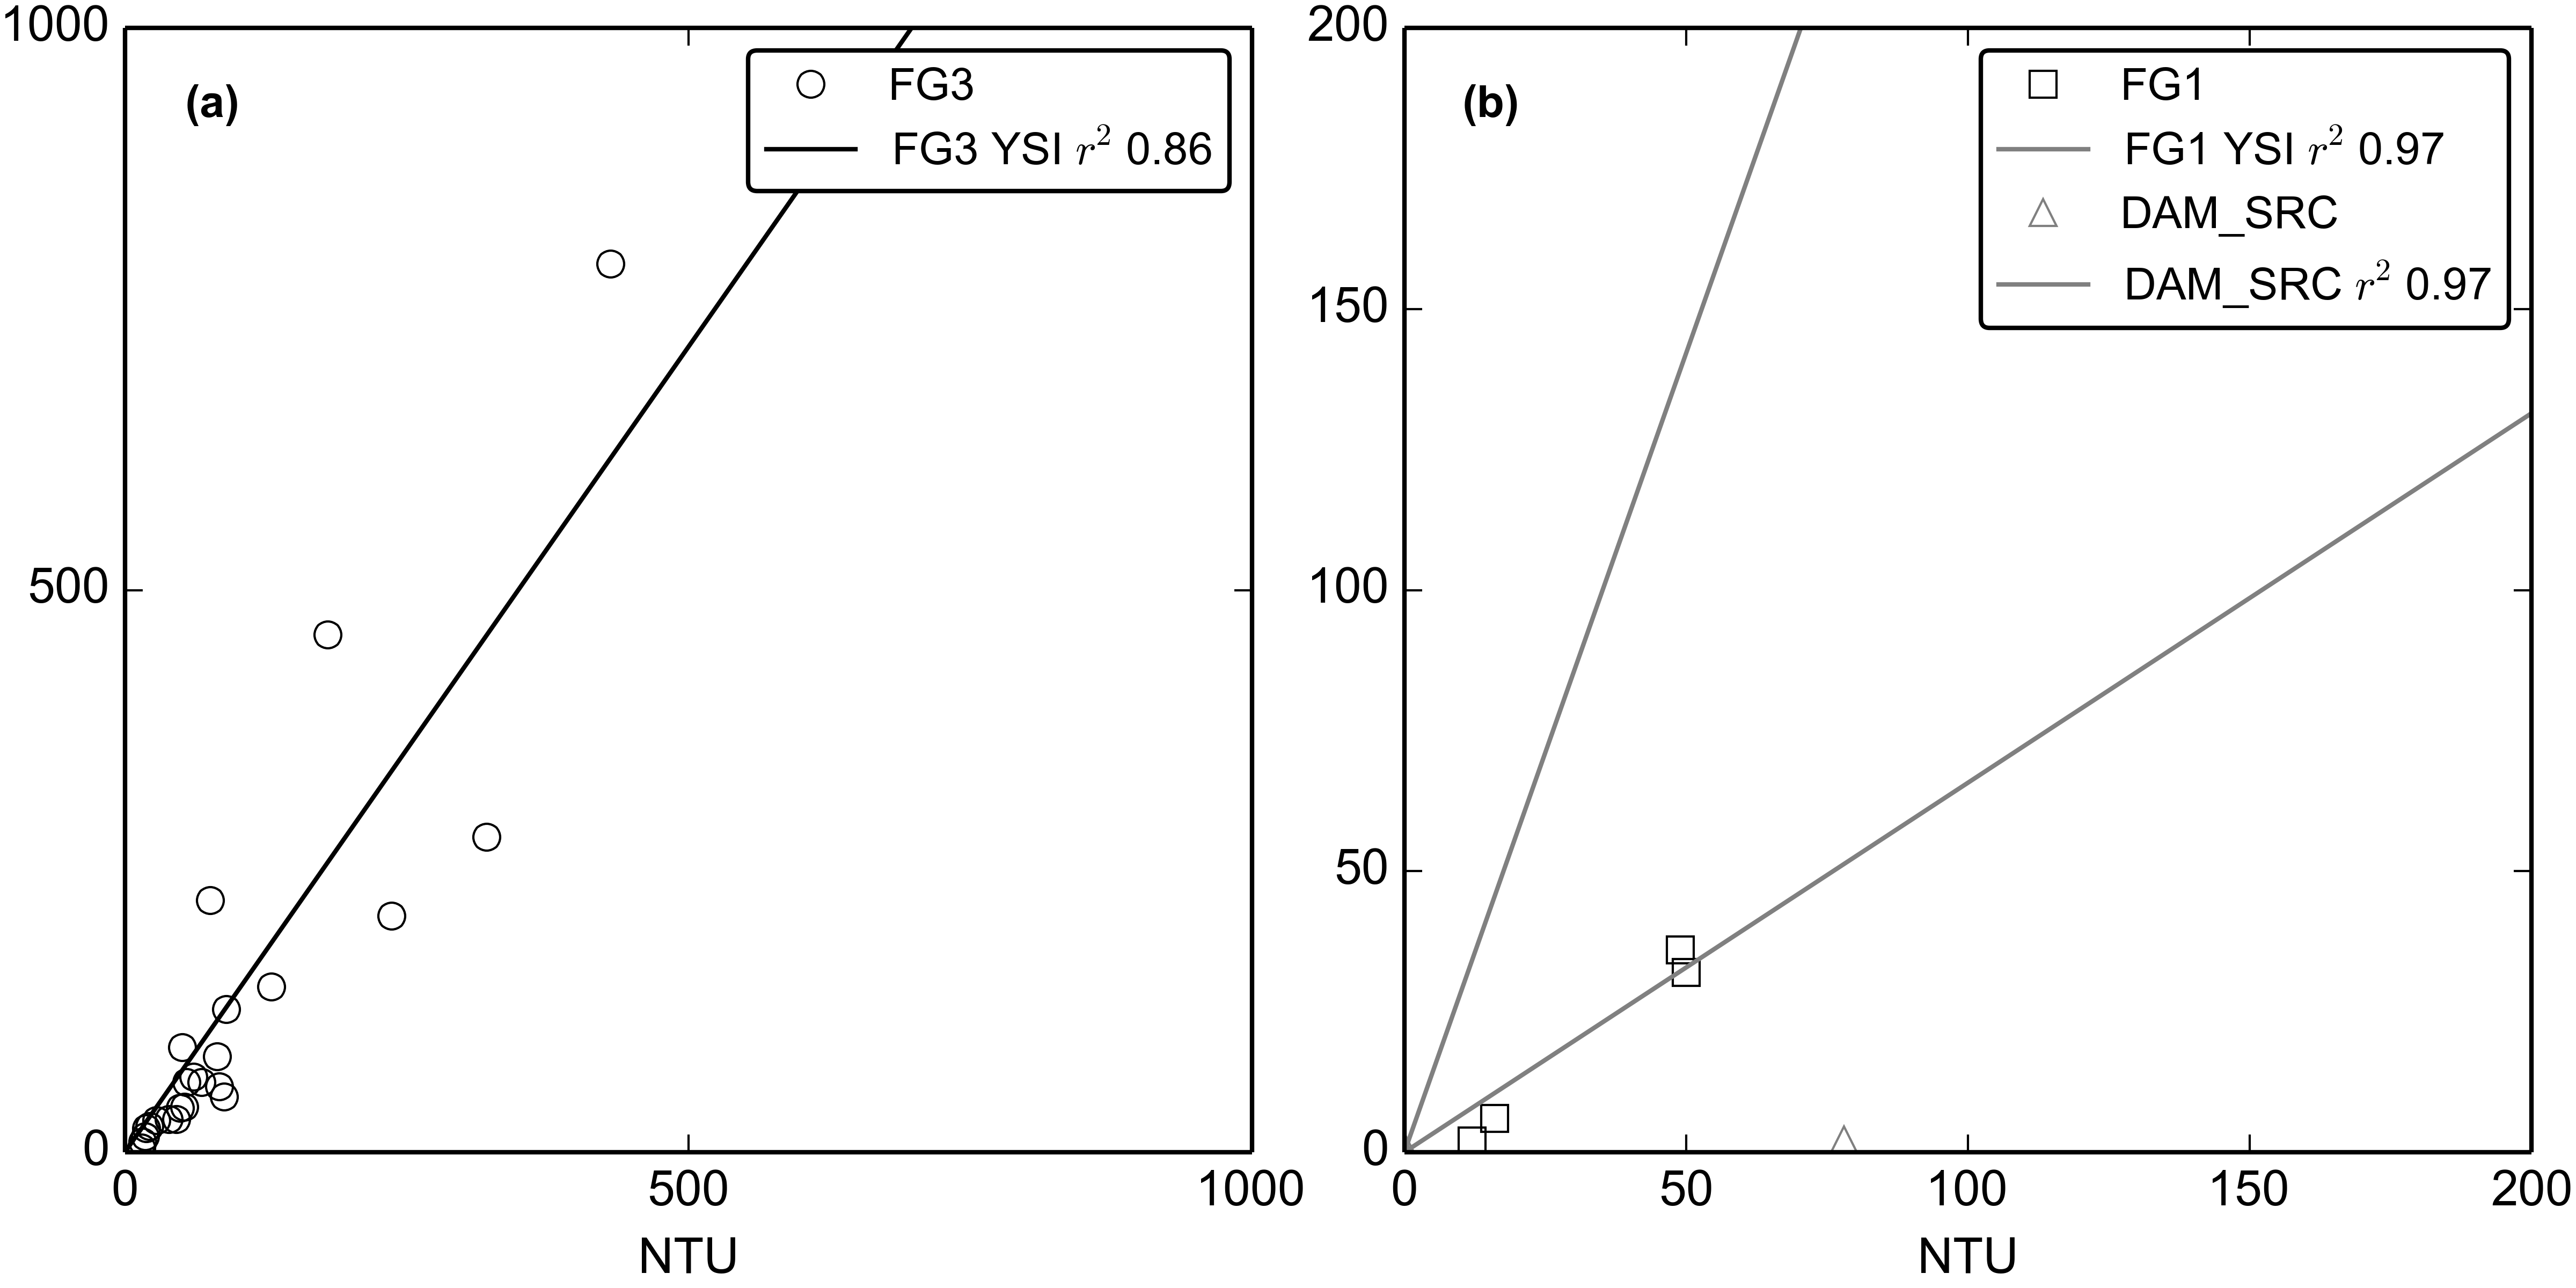 1000
500
0
0
500
1000
NTU
(a)
FG3
FG3 YSI r² 0.86
200
150
100
50
0
0
50
100
150
200
NTU
(b)
FG1
FG1 YSI r² 0.97
DAM_SRC
DAM_SRC r² 0.97